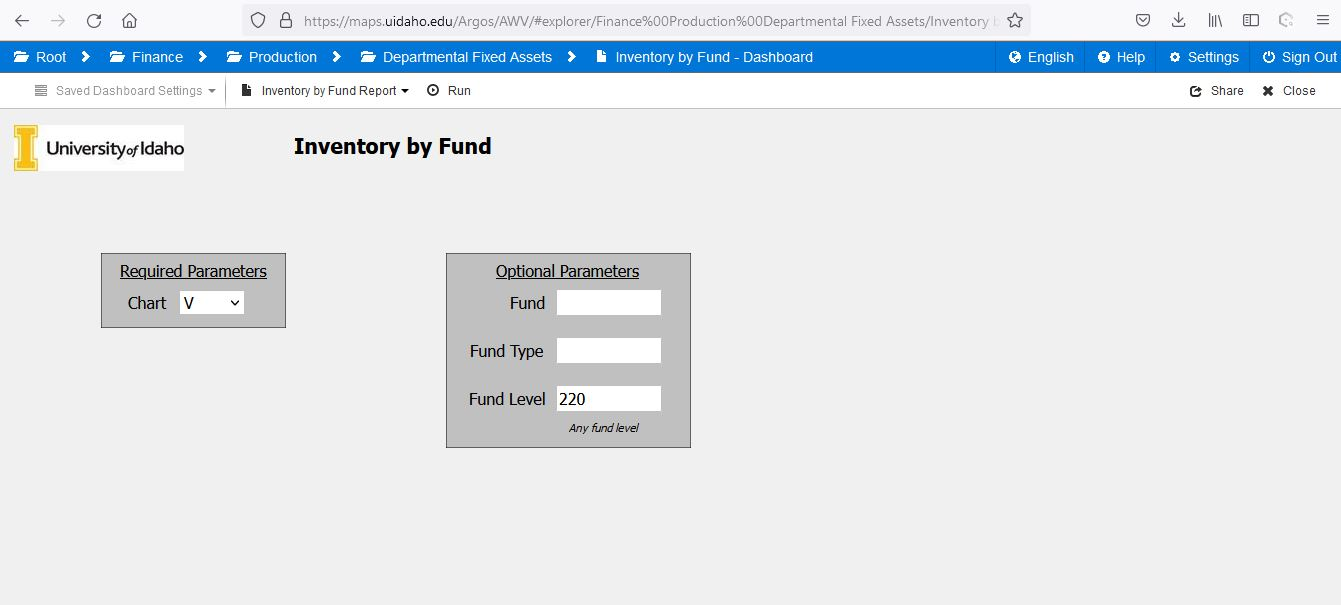 https://maps.uidaho.edu/Argos/AWV/#explorer/Finance%00Production%00Departmental Fixed Assets/Inventory b
Root Finance Production Departmental Fixed Assets Inventory by Fund - Dashboard English Help Settings Sign Out
Saved Dashboard Settings Inventory by Fund Report Run Share Close
I University of Idaho Inventory by Fund
Required Parameters
Chart V
Optional Parameters
Fund
Fund Type
Fund Level 220
Any fund level